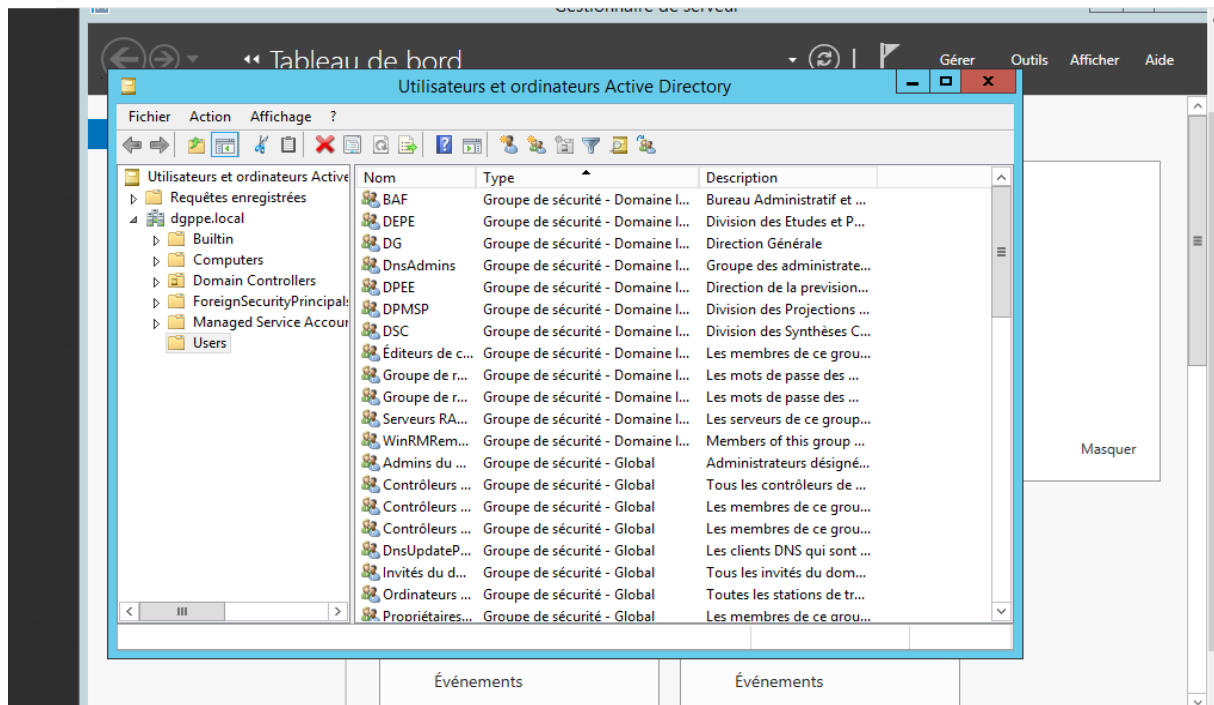 Gestionnaire de serveur
Tableau de bord
Gérer Outils Afficher Aide
Utilisateurs et ordinateurs Active Directory
Fichier Action Affichage ?
Utilisateurs et ordinateurs Active
Requêtes enregistrées
dgppe.local
Builtin
Computers
Domain Controllers
ForeignSecurityPrincipal
Managed Service Accour
Users
Nom Type Description
BAF Groupe de sécurité - Domaine l... Bureau Administratif et ...
DEPE Groupe de sécurité - Domaine l... Division des Etudes et P...
DG Groupe de sécurité - Domaine l... Direction Générale
DnsAdmins Groupe de sécurité - Domaine l... Groupe des administrate...
DPEE Groupe de sécurité - Domaine l... Direction de la prevision...
DPMSP Groupe de sécurité - Domaine l... Division des Projections ...
DSC Groupe de sécurité - Domaine l... Division des Synthèses C...
Éditeurs de c... Groupe de sécurité - Domaine l... Les membres de ce grou...
Groupe de r... Groupe de sécurité - Domaine l... Les mots de passe des ...
Groupe de r... Groupe de sécurité - Domaine l... Les mots de passe des ...
Serveurs RA... Groupe de sécurité - Domaine l... Les serveurs de ce group...
WinRMRem... Groupe de sécurité - Domaine l... Members of this group ...
Admins du ... Groupe de sécurité - Global Administrateurs désigné...
Contrôleurs ... Groupe de sécurité - Global Tous les contrôleurs de ...
Contrôleurs ... Groupe de sécurité - Global Les membres de ce grou...
Contrôleurs ... Groupe de sécurité - Global Les membres de ce grou...
DnsUpdateP... Groupe de sécurité - Global Les clients DNS qui sont ...
Invités du d... Groupe de sécurité - Global Tous les invités du dom...
Ordinateurs ... Groupe de sécurité - Global Toutes les stations de tr...
Propriétaires... Groupe de sécurité - Global Les membres de ce grou...
Masquer
Événements Événements